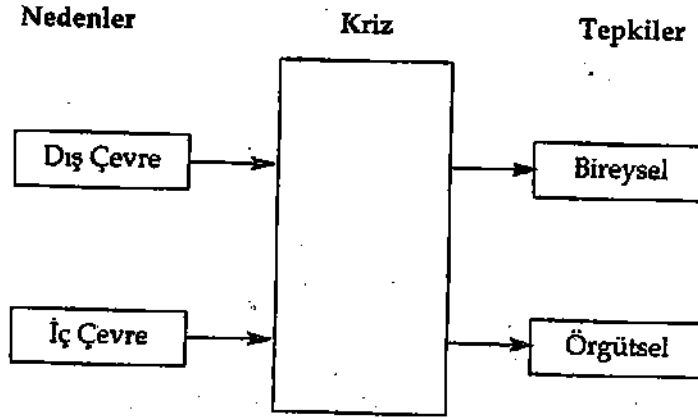 Nedenler Kriz Tepkiler
Dış Çevre Bireysel
İç Çevre Örgütsel